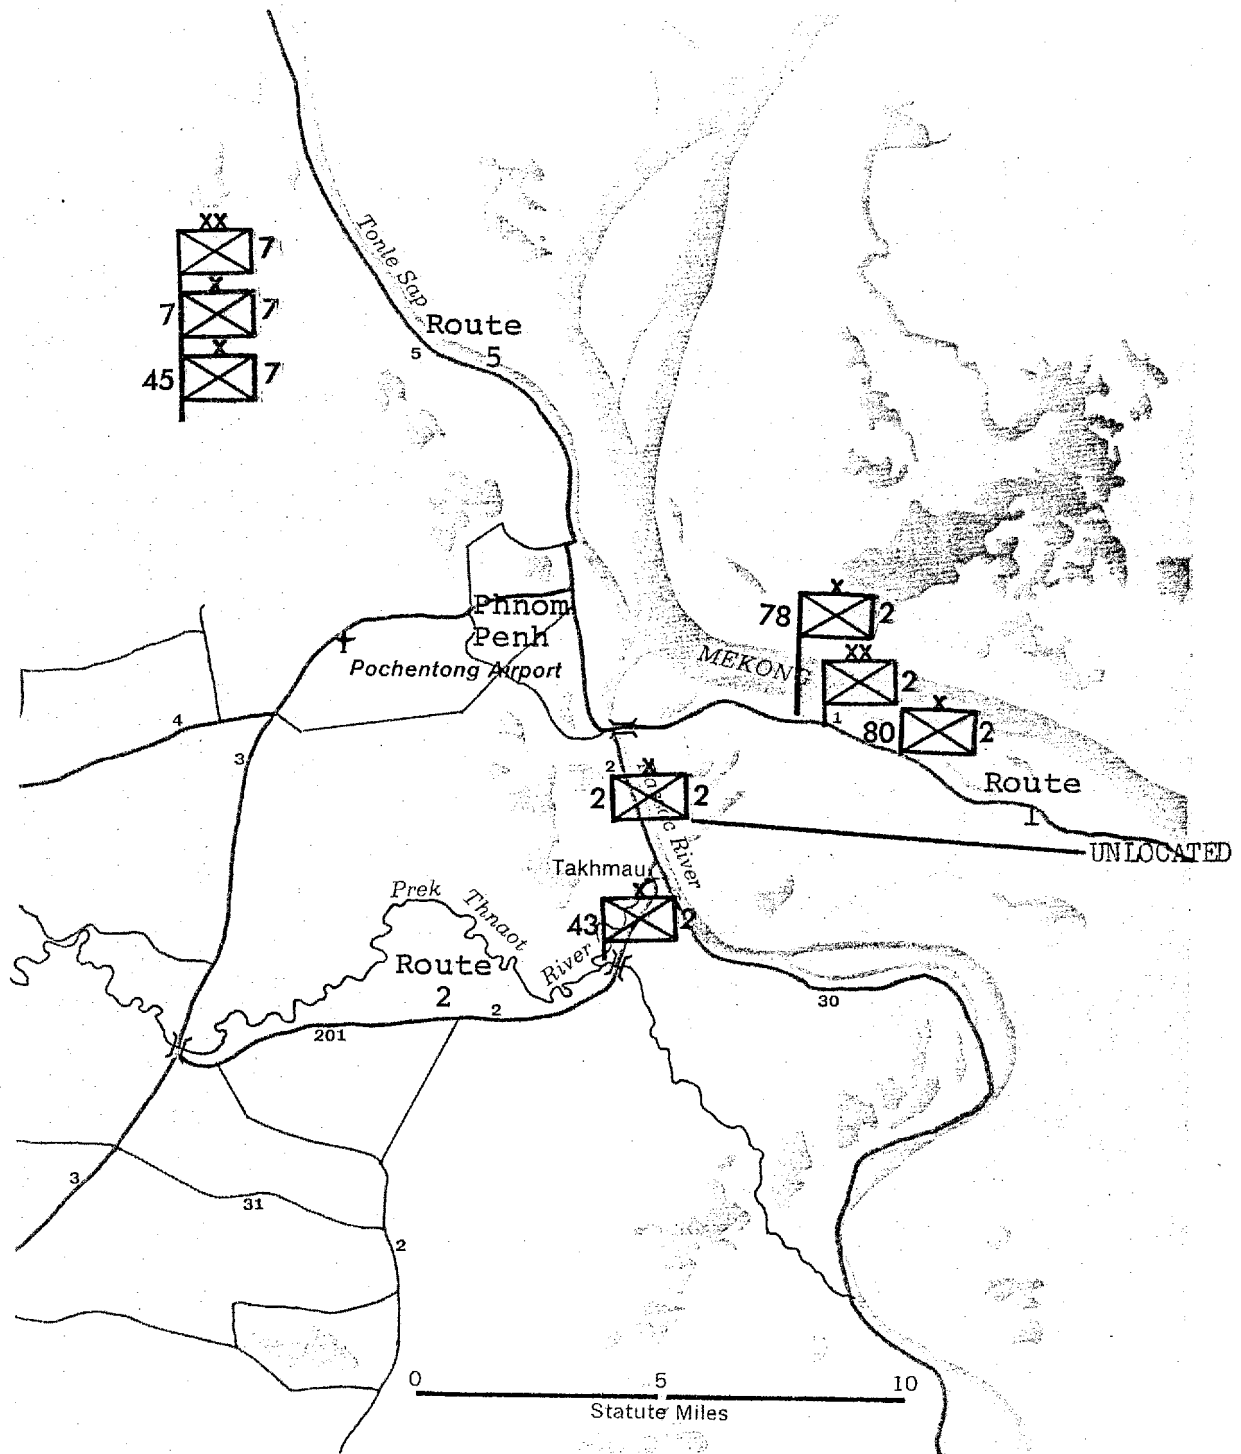 XX
7
X
7 7
X
45 7
Tonle Sap
Route
5
5
X
78 2
XX
2
X
80 2
1
MEKONG
Phnom
Penh
Pochentong Airport
4
3
2
X
2 2
River
Route
1
UNLOCATED
Takhmau
X
43 2
Prek
Thnaot
River
Route
2
2
201
30
3
31
2
0 5 10
Statute Miles